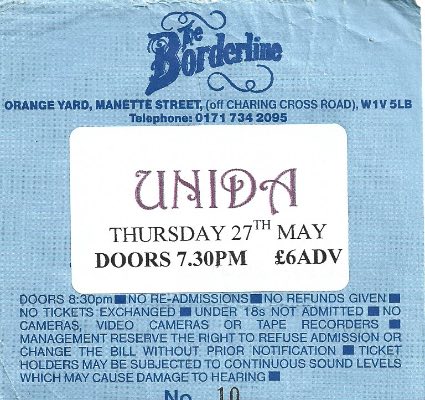 The
Borderline
ORANGE YARD, MANETTE STREET, (off CHARING CROSS ROAD), W1V 5LB
Telephone: 0171 734 2095
UNIDA
THURSDAY 27TH MAY
DOORS 7.30PM £6ADV
DOORS 8:30pm ■ NO RE-ADMISSIONS ■ NO REFUNDS GIVEN ■
NO TICKETS EXCHANGED ■ UNDER 18s NOT ADMITTED ■ NO
CAMERAS, VIDEO CAMERAS OR TAPE RECORDERS ■
MANAGEMENT RESERVE THE RIGHT TO REFUSE ADMISSION OR
CHANGE THE BILL WITHOUT PRIOR NOTIFICATION ■ TICKET
HOLDERS MAY BE SUBJECTED TO CONTINUOUS SOUND LEVELS
WHICH MAY CAUSE DAMAGE TO HEARING ■
No. 10